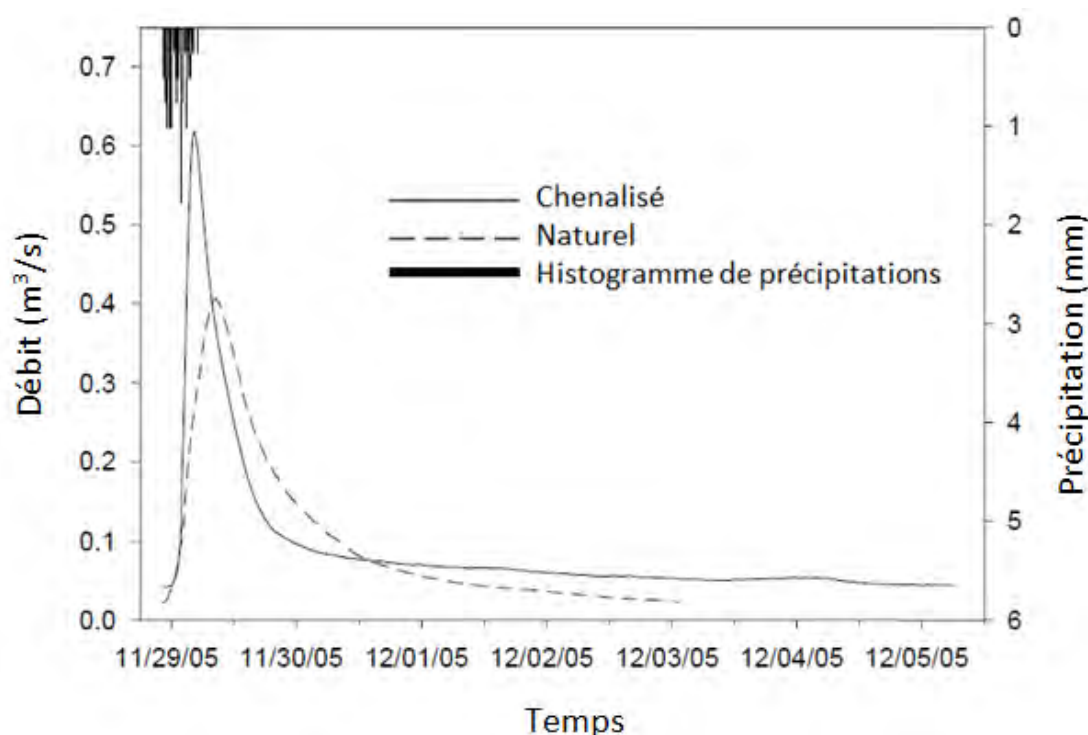 0.7
0.6
0.5
0.4
0.3
0.2
0.1
0.0
Débit (m³/s)
Chenalisé
Naturel
Histogramme de précipitations
0
1
2
3
4
5
6
Précipitation (mm)
11/29/05 11/30/05 12/01/05 12/02/05 12/03/05 12/04/05 12/05/05
Temps